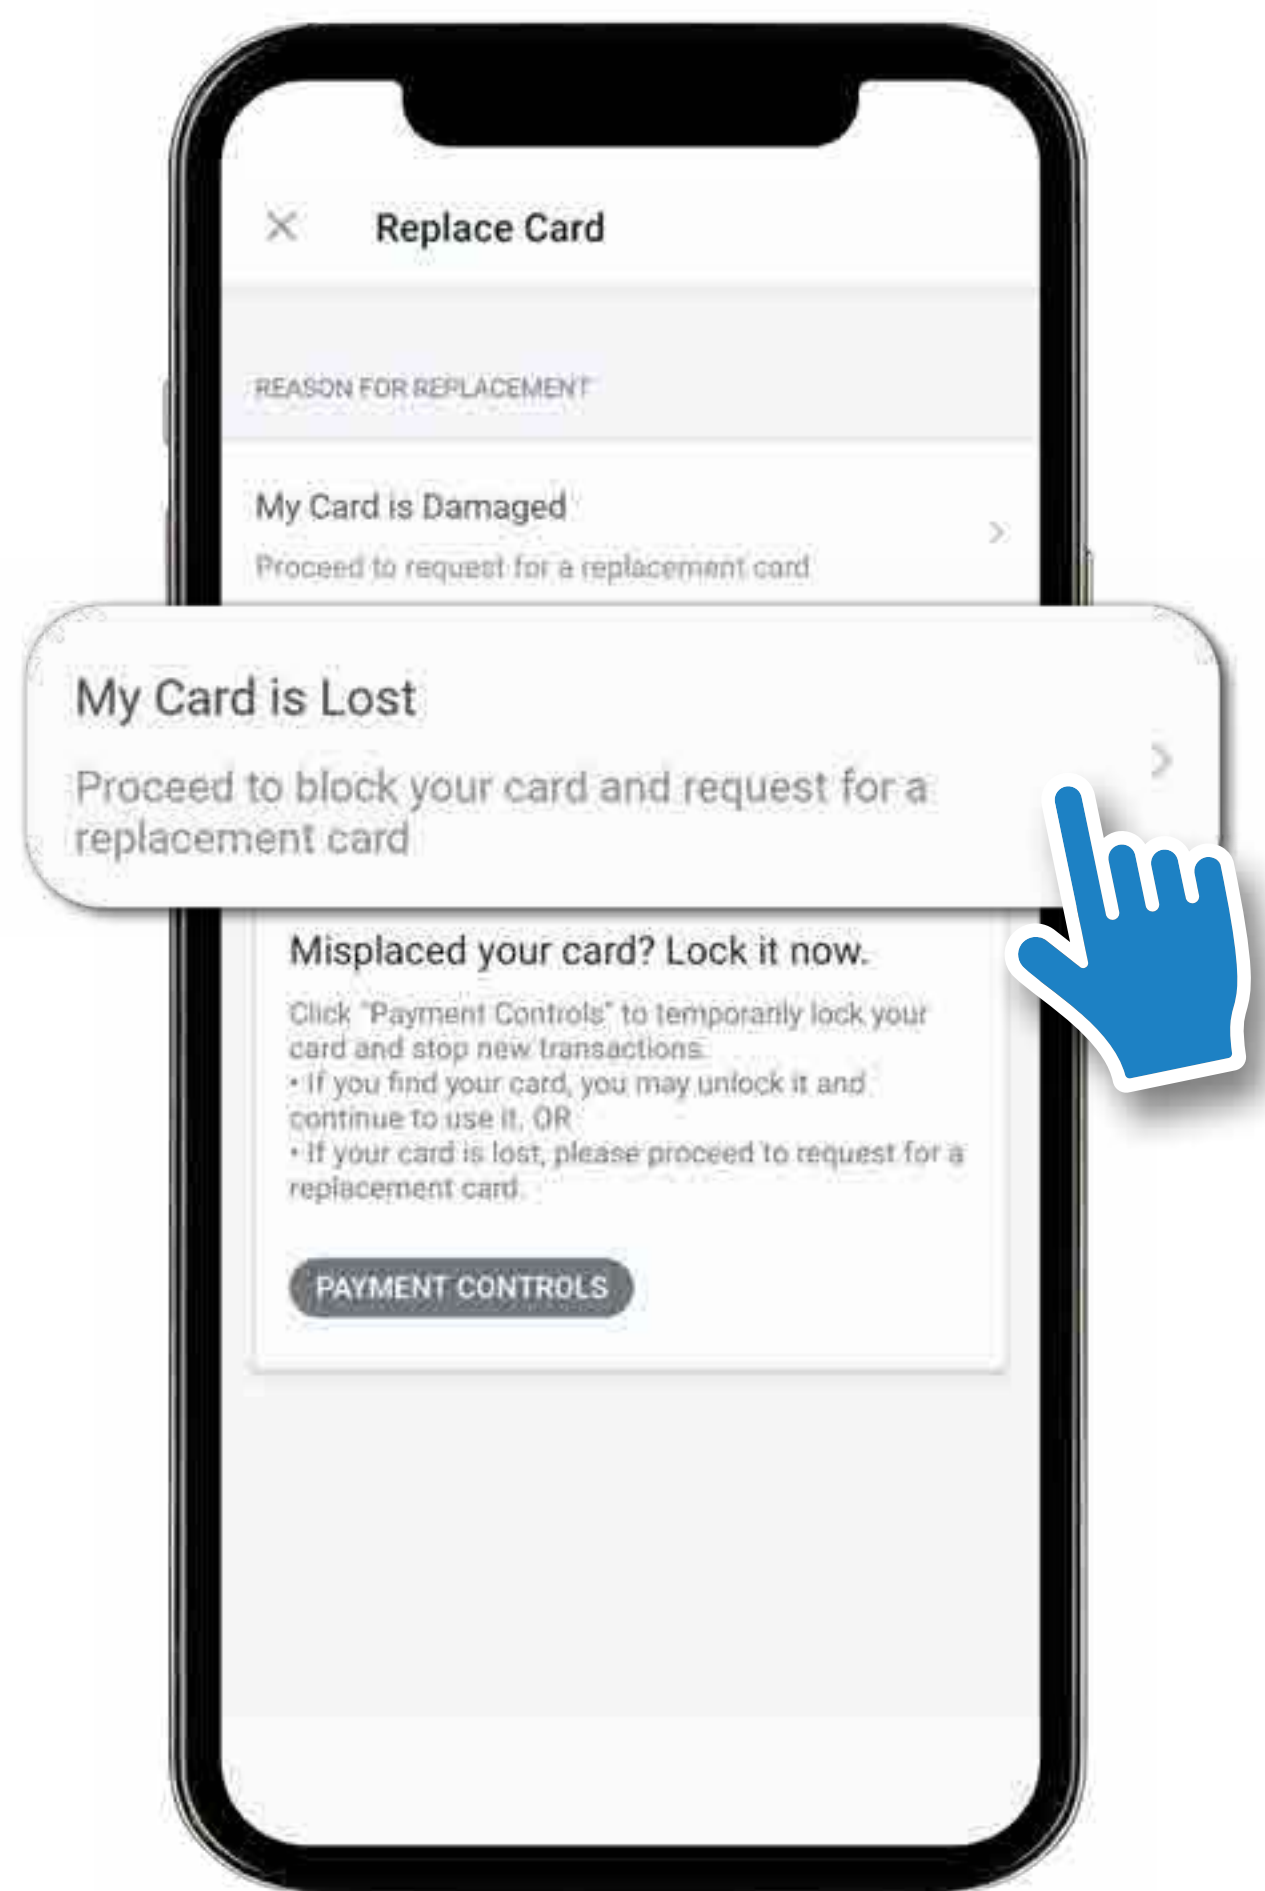 Replace Card
REASON FOR REPLACEMENT
My Card is Damaged
Proceed to request for a replacement card
My Card is Lost
Proceed to block your card and request for a
replacement card
Misplaced your card? Lock it now.
Click "Payment Controls" to temporarily lock your
card and stop new transactions.
• If you find your card, you may unlock it and
continue to use it, OR
• If your card is lost, please proceed to request for a
replacement card.
PAYMENT CONTROLS